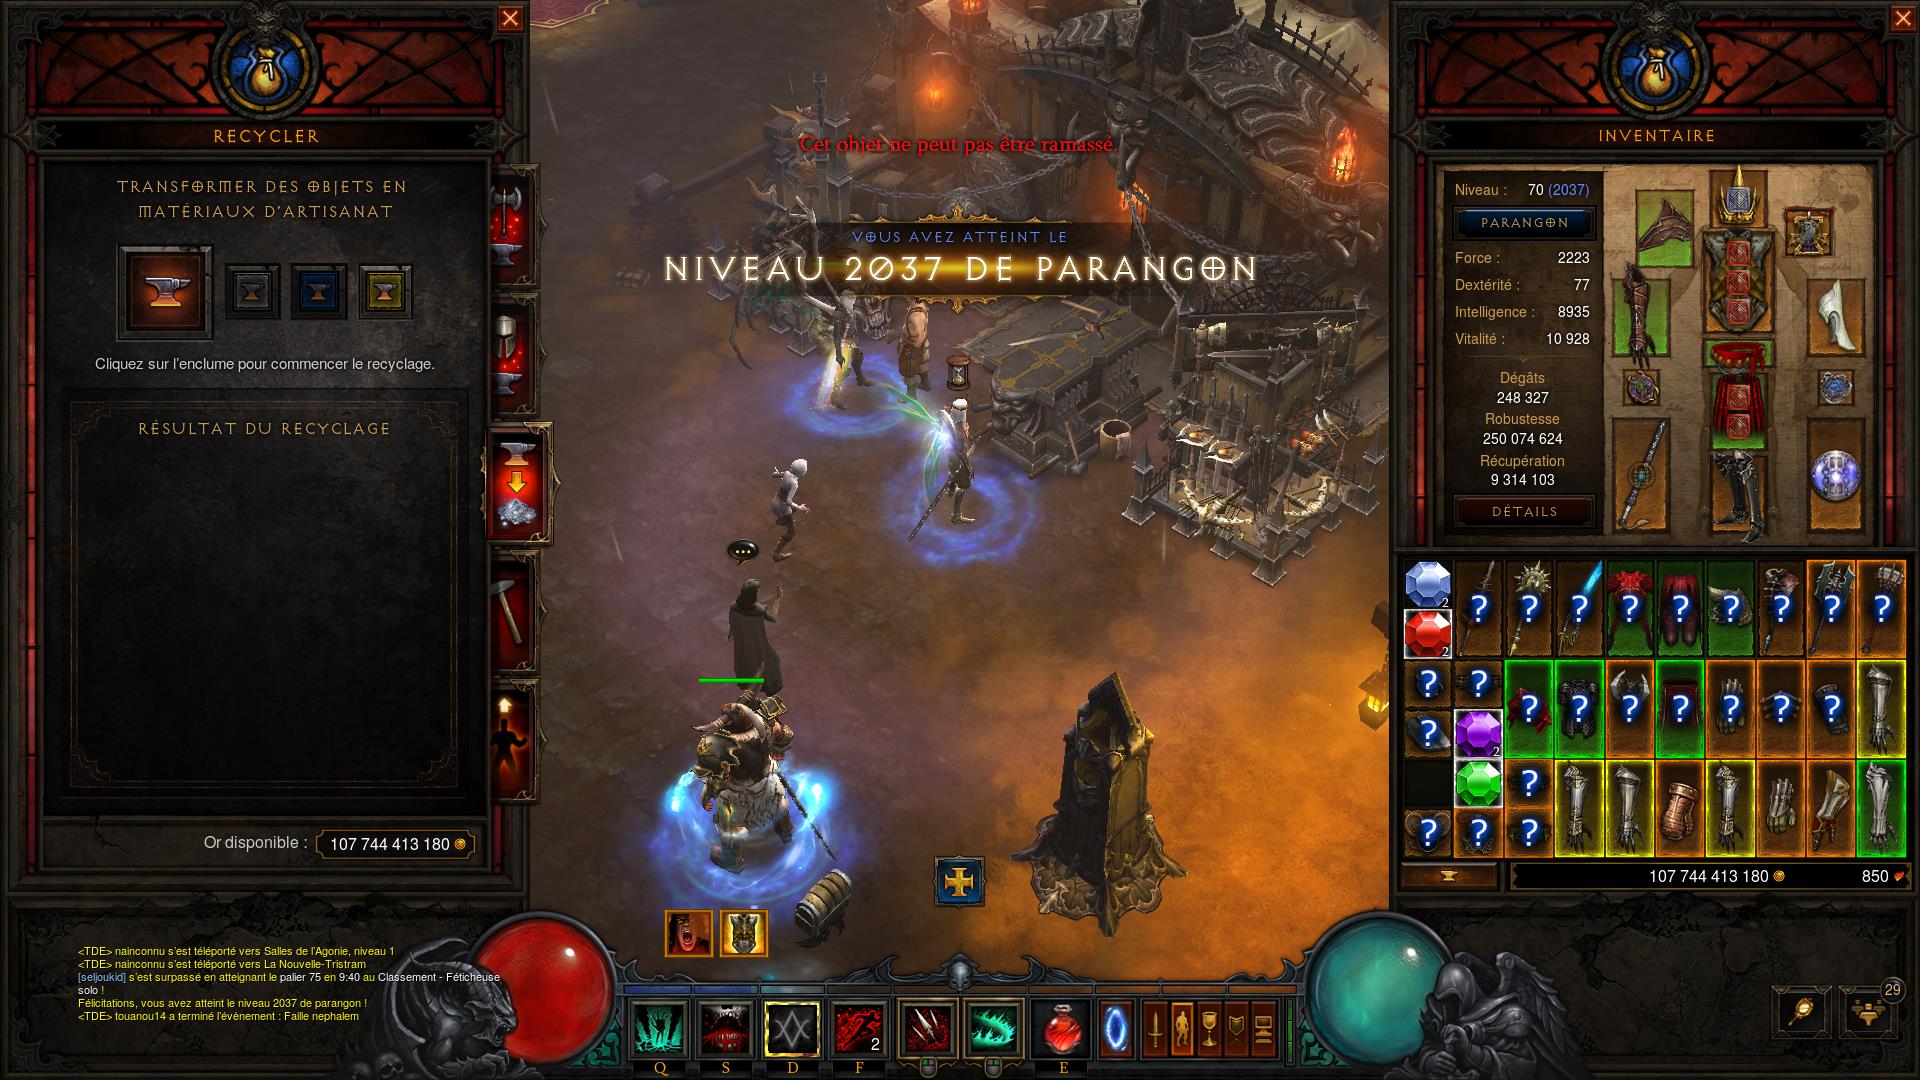 RECYCLER
TRANSFORMER DES OBJETS EN
MATÉRIAUX D'ARTISANAT
Cliquez sur l'enclume pour commencer le recyclage.
RÉSULTAT DU RECYCLAGE
Or disponible : 107 744 413 180
Cet objet ne peut pas être ramassé.
VOUS AVEZ ATTEINT LE
NIVEAU 2037 DE PARANGON
INVENTAIRE
Niveau : 70 (2037)
PARANGON
Force : 2223
Dextérité : 77
Intelligence : 8935
Vitalité : 10 928
Dégâts
248 327
Robustesse
250 074 624
Récupération
9 314 103
DÉTAILS
2 ? ? ? ? ? ? ? ? ?
2
? ? ? ? ? ? ? ? ?
? 2
?
? ? ?
107 744 413 180 850
<TDE> nainconnu s'est téléporté vers Salles de l'Agonie, niveau 1
<TDE> nainconnu s'est téléporté vers La Nouvelle-Tristram
[seljoukid] s'est surpassé en atteignant le palier 75 en 9:40 au Classement - Féticheuse
solo !
Félicitations, vous avez atteint le niveau 2037 de parangon !
<TDE> touanou14 a terminé l'évènement : Faille nephalem
2
Q S D F E
29